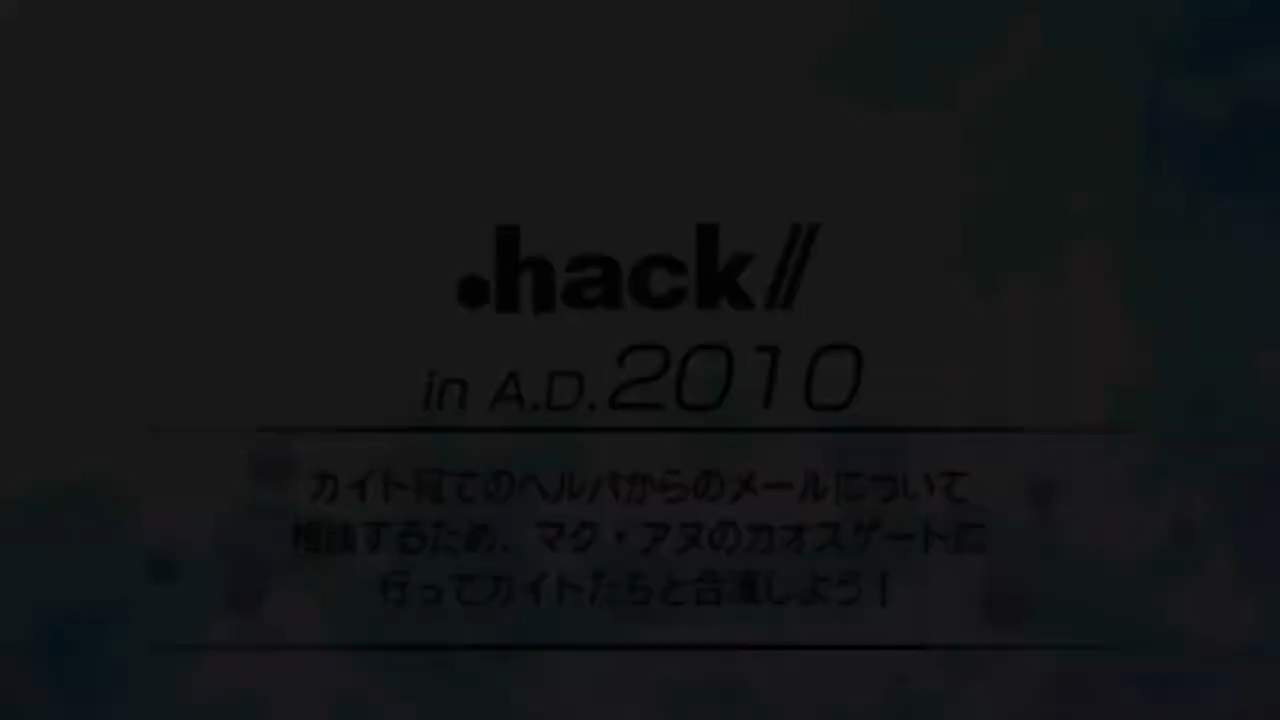 .hack//
in A.D.2010
カイト宛てのヘルバからのメールについて
相談するため、マク・アヌのカオスゲートに
行ってカイトたちと合流しよう！